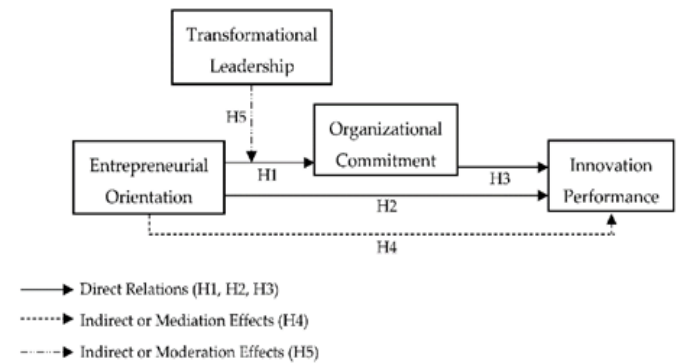 Transformational
Leadership
H5
Organizational
Commitment
Entrepreneurial
Orientation
H1
H3
Innovation
Performance
H2
H4
Direct Relations (H1, H2, H3)
Indirect or Mediation Effects (H4)
Indirect or Moderation Effects (H5)